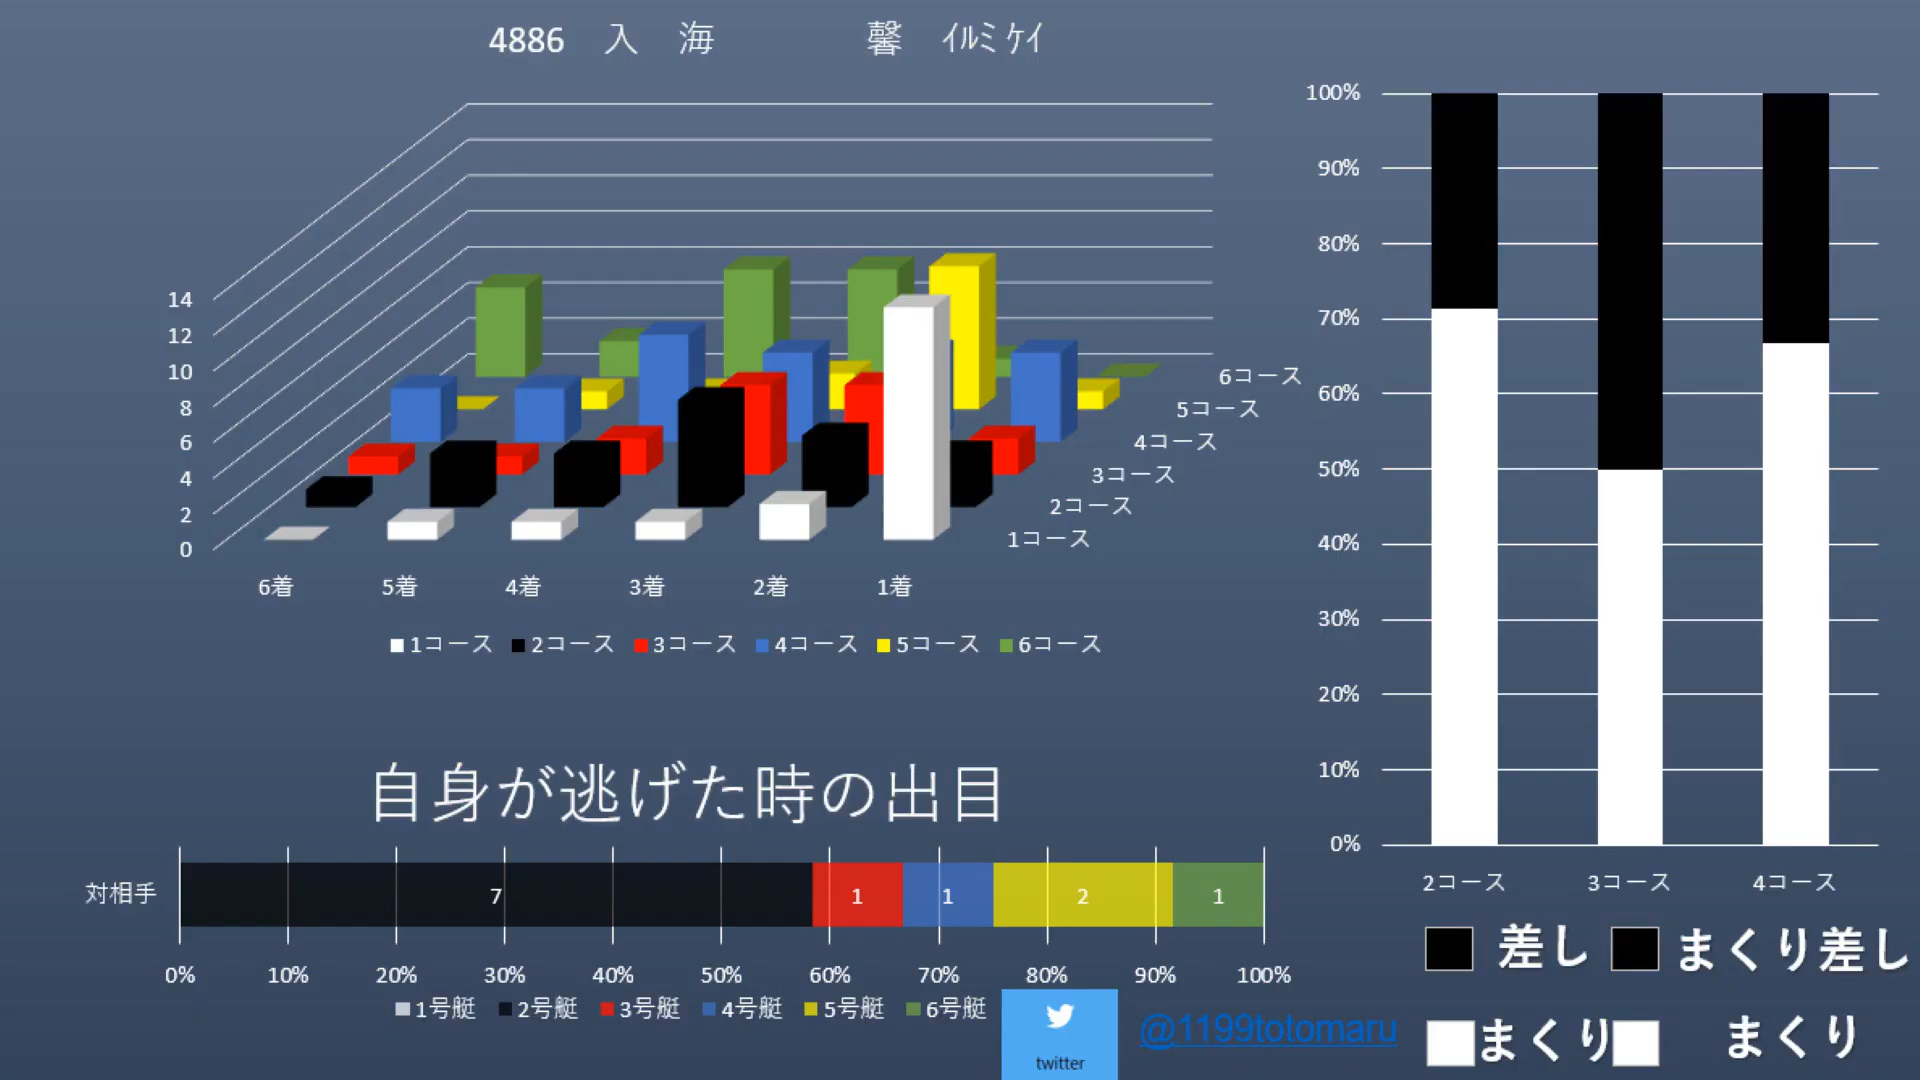 4886 入 海 馨 ｲﾙﾐ ｹｲ
14
12
10
8
6
4
2
0
6コース
5コース
4コース
3コース
2コース
1コース
6着 5着 4着 3着 2着 1着
1コース 2コース 3コース 4コース 5コース 6コース
100%
90%
80%
70%
60%
50%
40%
30%
20%
10%
0%
2コース 3コース 4コース
差し まくり差し
まくり まくり
自身が逃げた時の出目
対相手 7 1 1 2 1
0% 10% 20% 30% 40% 50% 60% 70% 80% 90% 100%
1号艇 2号艇 3号艇 4号艇 5号艇 6号艇
twitter
@1199totomaru